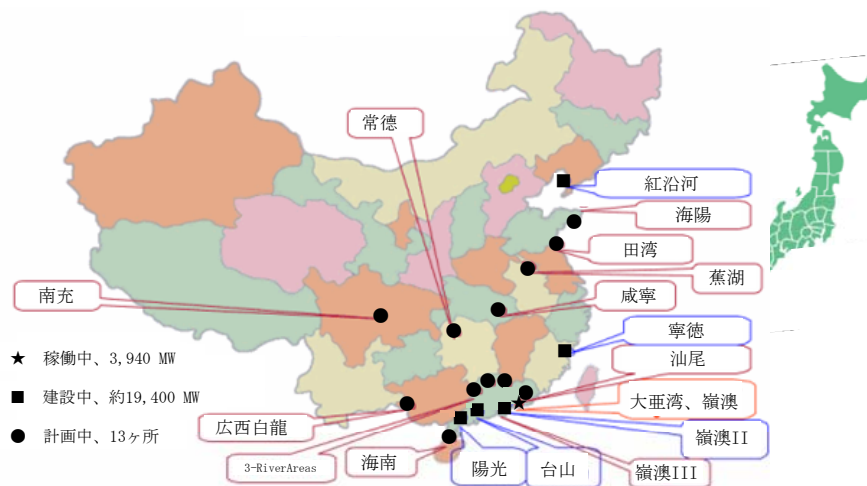 常德
紅沿河
海陽
田湾
蕉湖
南充
咸寧
寧徳
★ 稼働中、3,940 MW
汕尾
■ 建設中、約19,400 MW
大亜湾、嶺澳
● 計画中、13ヶ所
広西白龍
嶺澳II
3-RiverAreas
海南
陽光
台山
嶺澳III